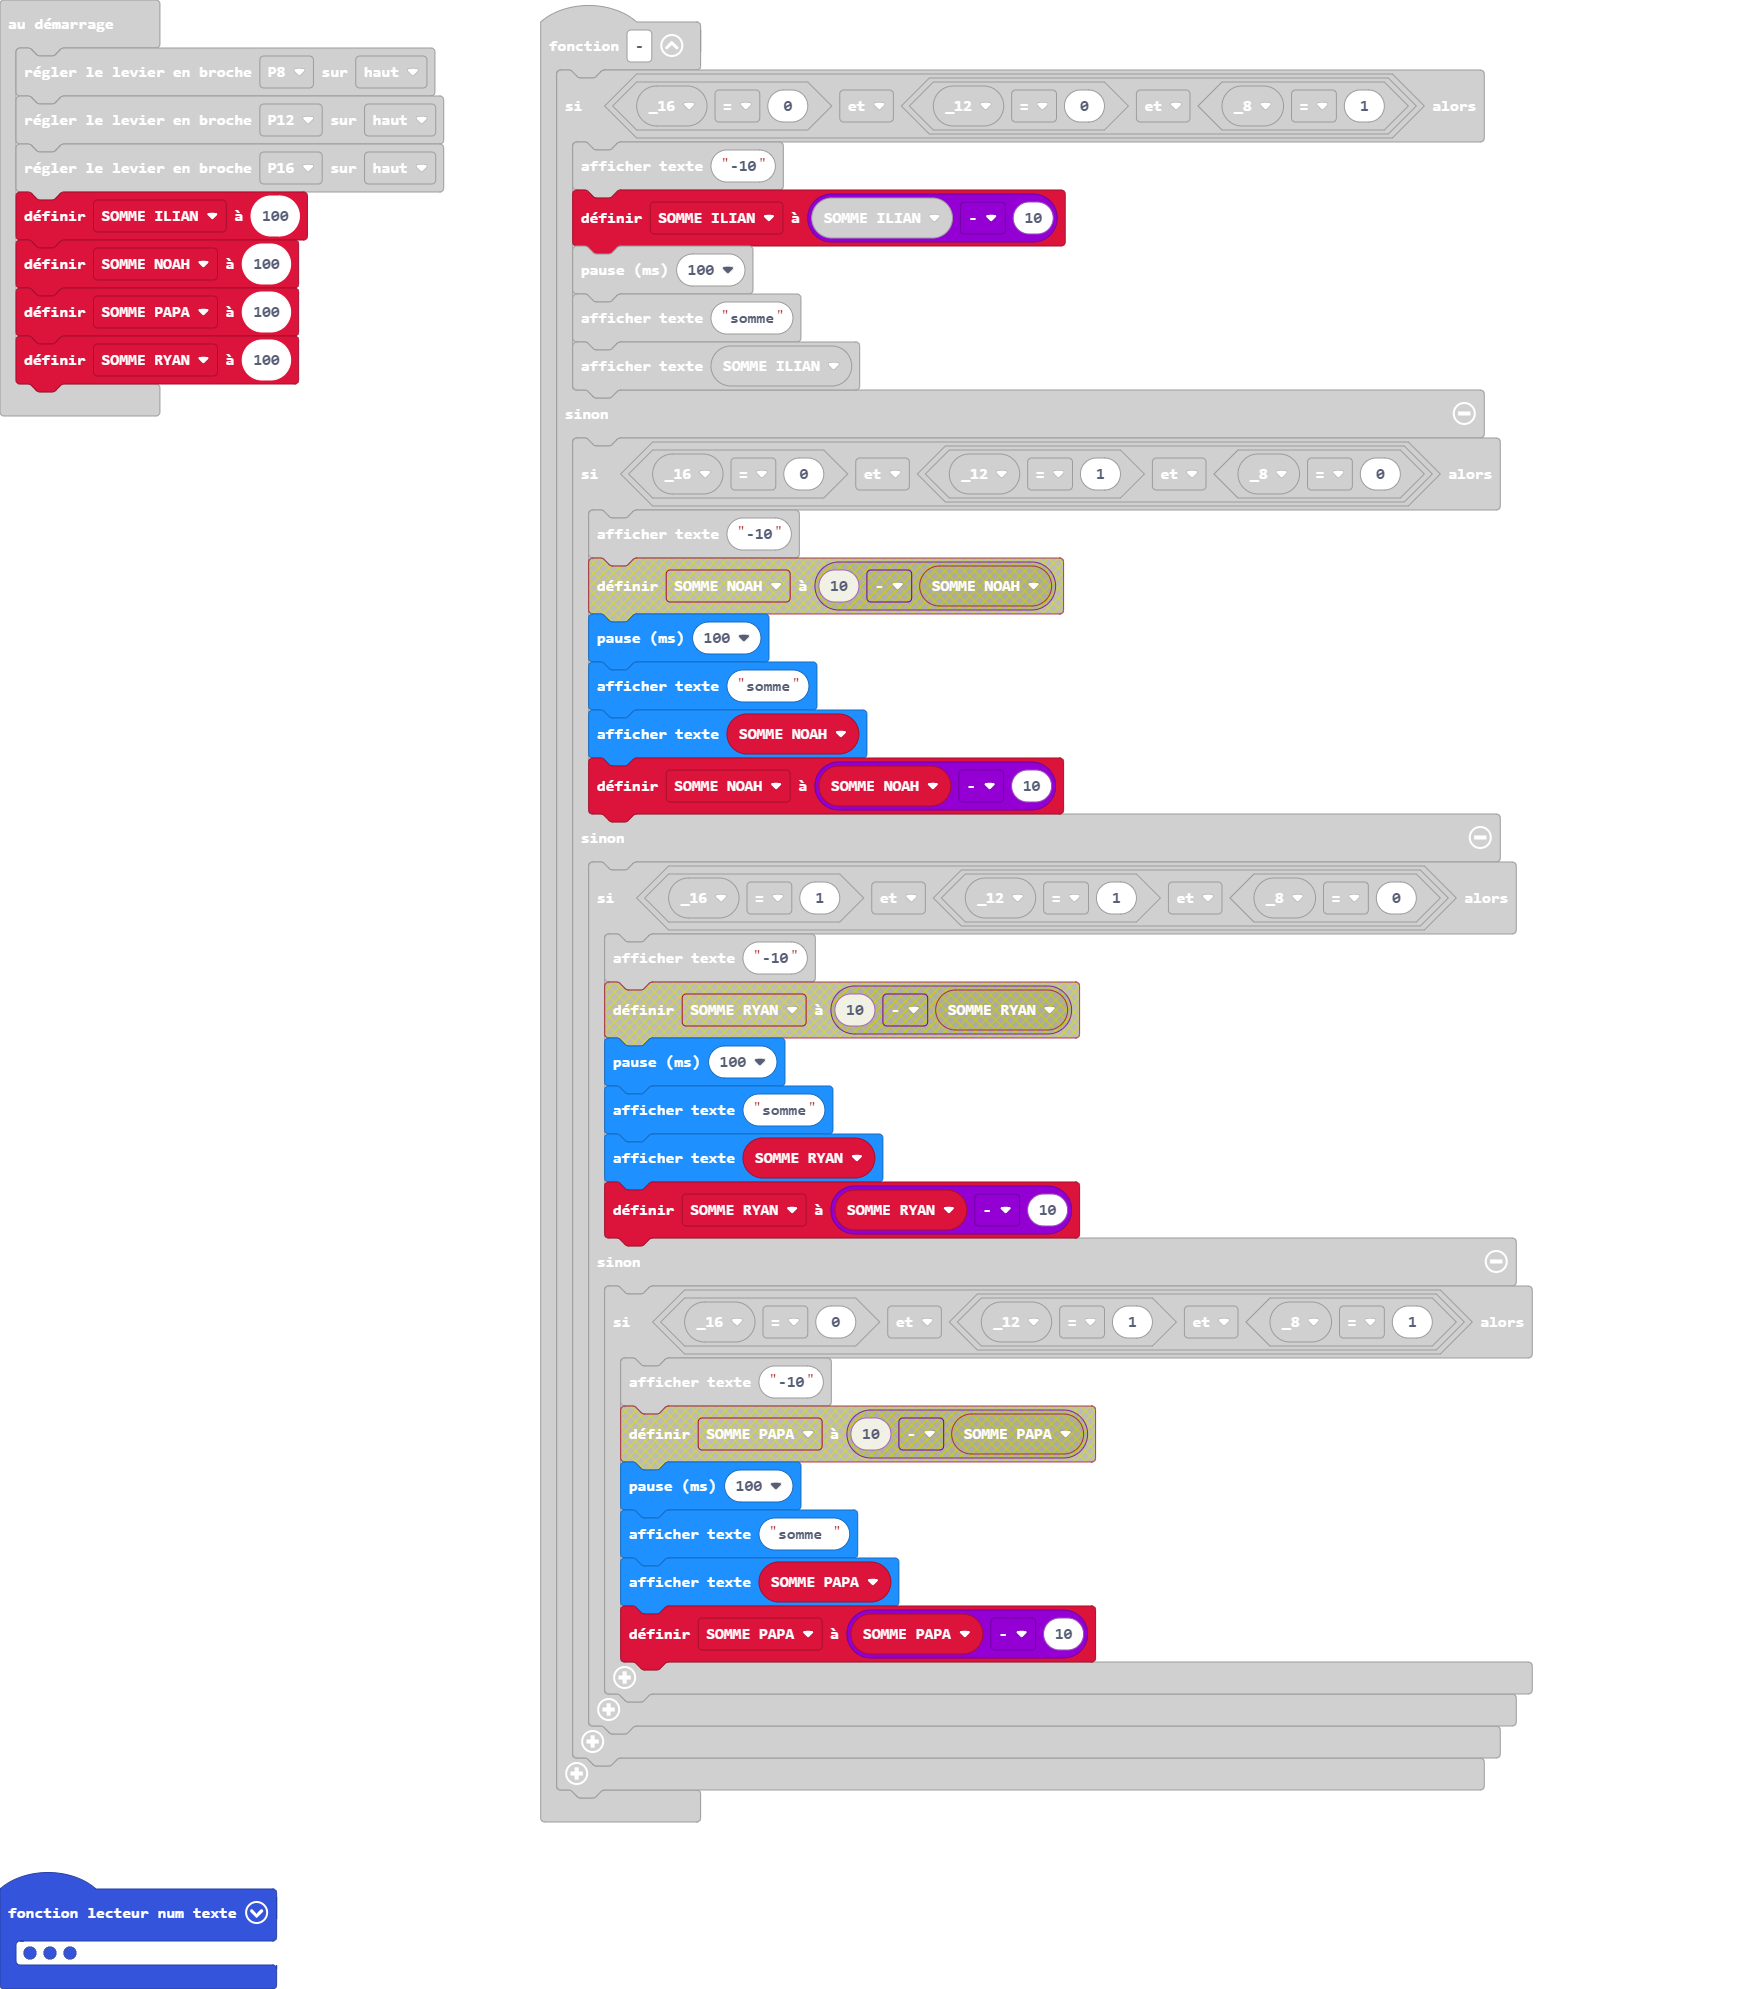 au démarrage
régler le levier en broche P8 sur haut
régler le levier en broche P12 sur haut
régler le levier en broche P16 sur haut
définir SOMME ILIAN à 100
définir SOMME NOAH à 100
définir SOMME PAPA à 100
définir SOMME RYAN à 100
fonction -
si _16 = 0 et _12 = 0 et _8 = 1 alors
afficher texte "-10"
définir SOMME ILIAN à SOMME ILIAN - 10
pause (ms) 100
afficher texte "somme"
afficher texte SOMME ILIAN
sinon
si _16 = 0 et _12 = 1 et _8 = 0 alors
afficher texte "-10"
définir SOMME NOAH à 10 - SOMME NOAH
pause (ms) 100
afficher texte "somme"
afficher texte SOMME NOAH
définir SOMME NOAH à SOMME NOAH - 10
sinon
si _16 = 1 et _12 = 1 et _8 = 0 alors
afficher texte "-10"
définir SOMME RYAN à 10 - SOMME RYAN
pause (ms) 100
afficher texte "somme"
afficher texte SOMME RYAN
définir SOMME RYAN à SOMME RYAN - 10
sinon
si _16 = 0 et _12 = 1 et _8 = 1 alors
afficher texte "-10"
définir SOMME PAPA à 10 - SOMME PAPA
pause (ms) 100
afficher texte "somme "
afficher texte SOMME PAPA
définir SOMME PAPA à SOMME PAPA - 10
fonction lecteur num texte